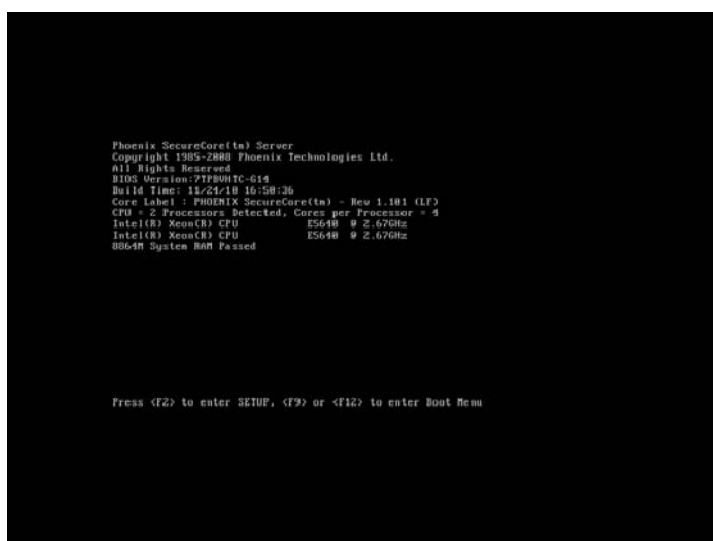 Phoenix SecureCore(tm) Server
Copyright 1985-2008 Phoenix Technologies Ltd.
All Rights Reserved
BIOS Version:7TPBVHTC-G14
Build Time: 11/24/10 16:50:36
Core Label : PHOENIX SecureCore(tm) - Rev 1.101 (LF)
CPU = 2 Processors Detected, Cores per Processor = 4
Intel(R) Xeon(R) CPU E5640 @ 2.67GHz
Intel(R) Xeon(R) CPU E5640 @ 2.67GHz
8864M System RAM Passed
Press <F2> to enter SETUP, <F9> or <F12> to enter Boot Menu